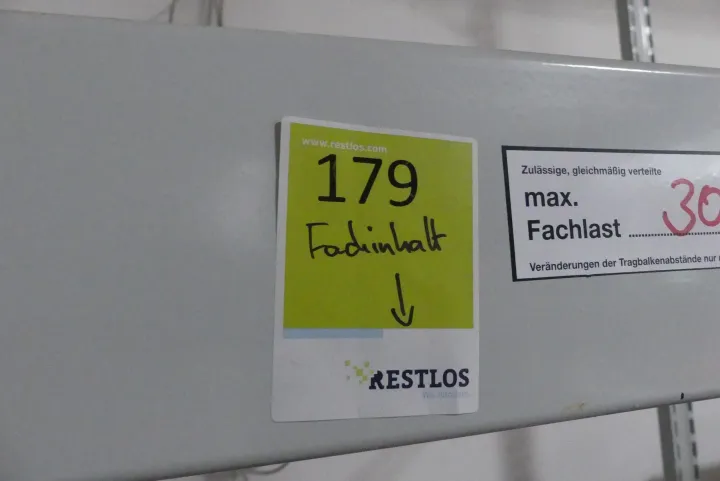 www.restlos.com
179
Fachinhalt
↓
RESTLOS
Zulässige, gleichmäßig verteilte
max.
Fachlast 30
Veränderungen der Tragbalkenabstände nur